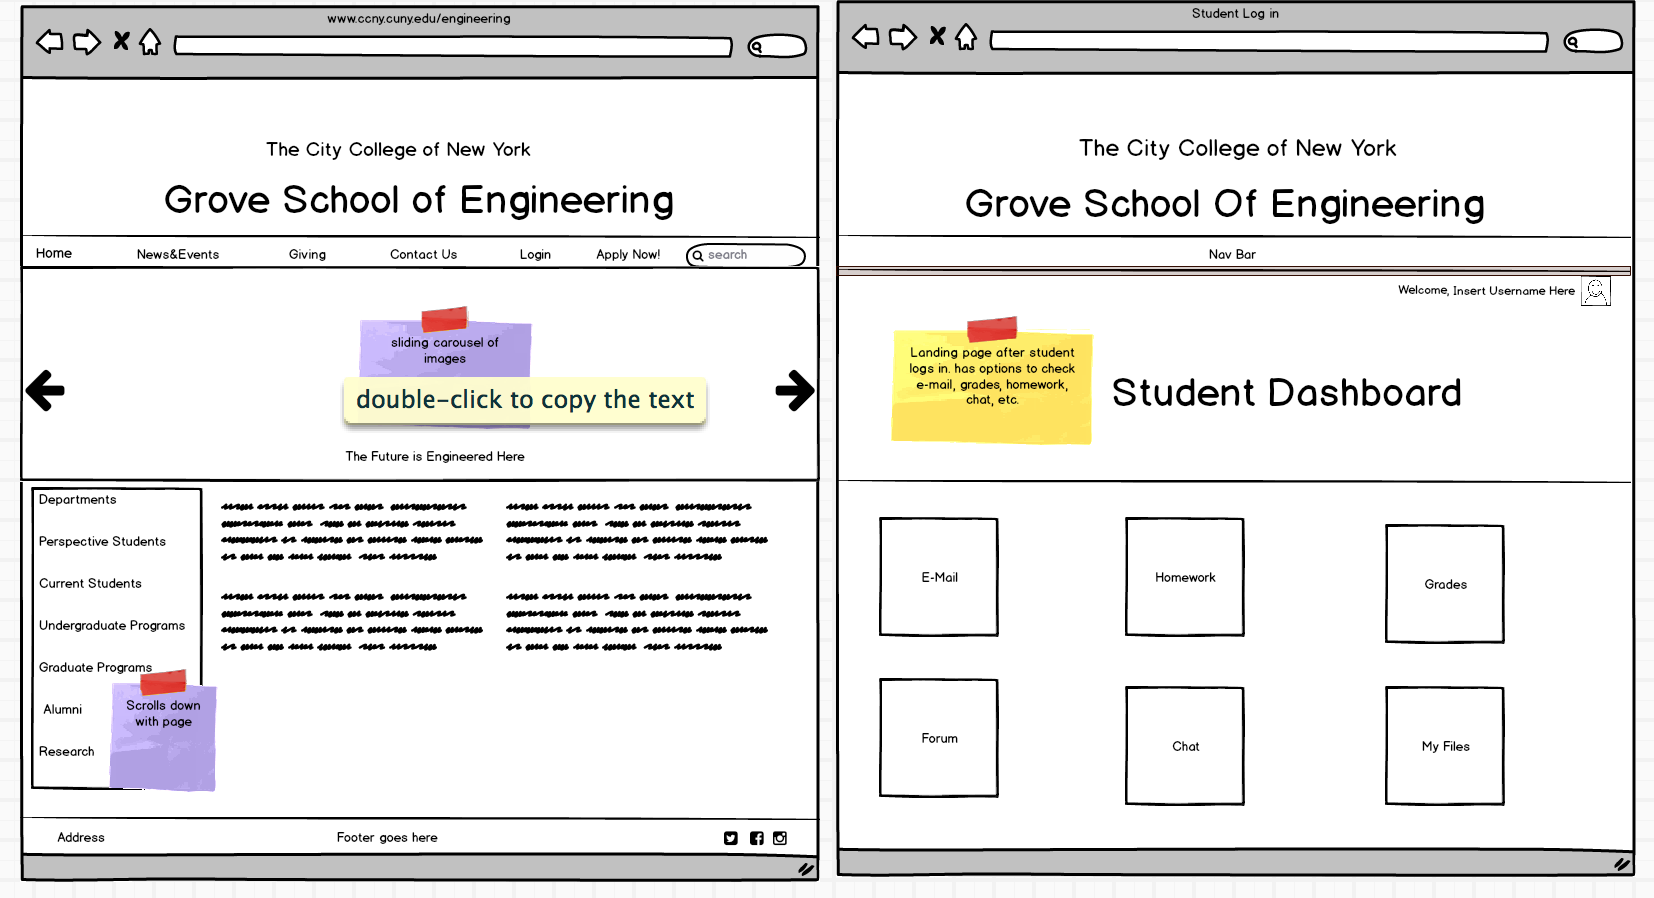 www.ccny.cuny.edu/engineering
The City College of New York
Grove School of Engineering
Home News&Events Giving Contact Us Login Apply Now! search
sliding carousel of
images
double-click to copy the text
The Future is Engineered Here
Departments
Perspective Students
Current Students
Undergraduate Programs
Graduate Programs
Alumni
Research
Scrolls down
with page
Address Footer goes here
Student Log in
The City College of New York
Grove School Of Engineering
Nav Bar
Welcome, Insert Username Here
Landing page after student
logs in. has options to check
e-mail, grades, homework,
chat, etc.
Student Dashboard
E-Mail Homework Grades
Forum Chat My Files